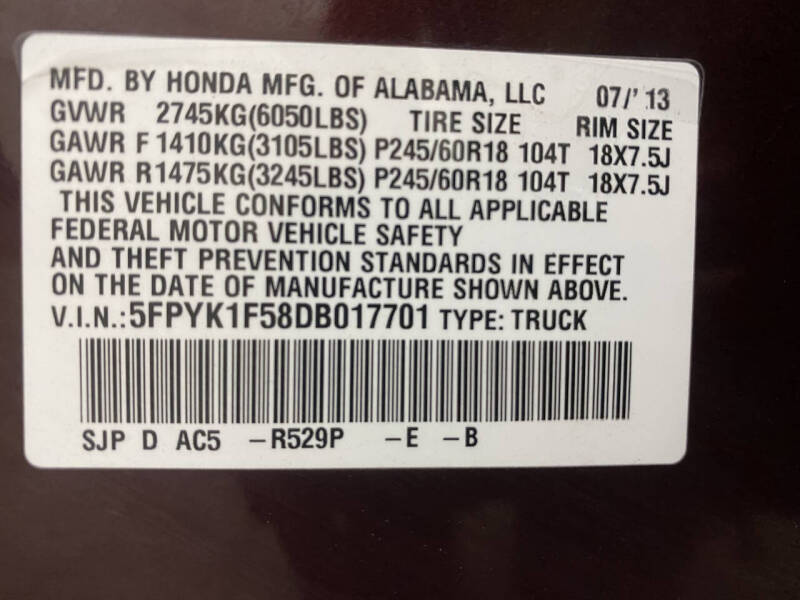 MFD. BY HONDA MFG. OF ALABAMA, LLC 07/'13
GVWR 2745KG(6050LBS) TIRE SIZE RIM SIZE
GAWR F 1410KG(3105LBS) P245/60R18 104T 18X7.5J
GAWR R1475KG(3245LBS) P245/60R18 104T 18X7.5J
THIS VEHICLE CONFORMS TO ALL APPLICABLE
FEDERAL MOTOR VEHICLE SAFETY
AND THEFT PREVENTION STANDARDS IN EFFECT
ON THE DATE OF MANUFACTURE SHOWN ABOVE.
V.I.N.:5FPYK1F58DB017701 TYPE: TRUCK
SJP D AC5 –R529P –E –B